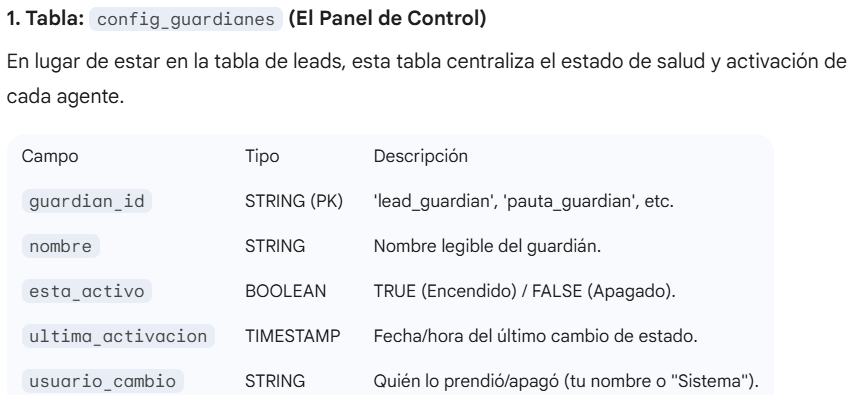 1. Tabla: config_guardianes (El Panel de Control)
En lugar de estar en la tabla de leads, esta tabla centraliza el estado de salud y activación de
cada agente.
Campo Tipo Descripción
guardian_id STRING (PK) 'lead_guardian', 'pauta_guardian', etc.
nombre STRING Nombre legible del guardián.
esta_activo BOOLEAN TRUE (Encendido) / FALSE (Apagado).
ultima_activacion TIMESTAMP Fecha/hora del último cambio de estado.
usuario_cambio STRING Quién lo prendió/apagó (tu nombre o "Sistema").